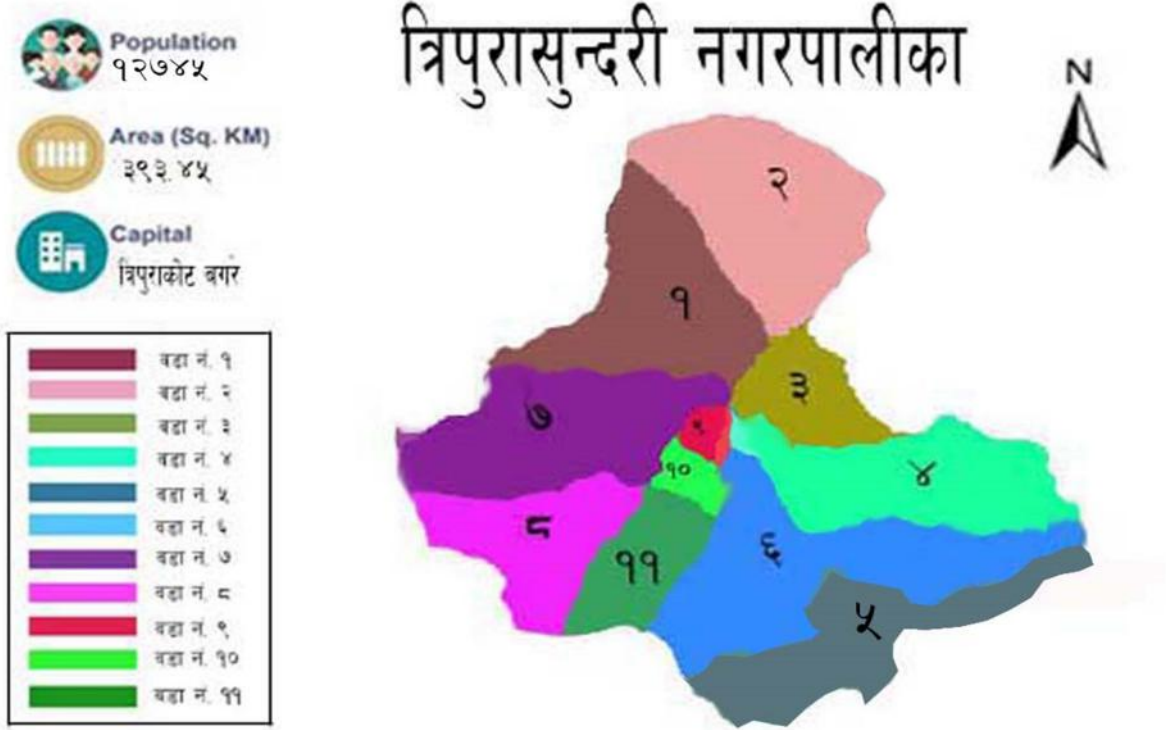 त्रिपुरासुन्दरी नगरपालीका
N
Population
१२७४५
Area (Sq. KM)
३९३.४५
Capital
त्रिपुराकोट बगर
वडा नं. १
वडा नं. २
वडा नं. ३
वडा नं. ४
वडा नं. ५
वडा नं. ६
वडा नं. ७
वडा नं. ८
वडा नं. ९
वडा नं. १०
वडा नं. ११
२
१
३
७
९
१०
४
८
११
६
५